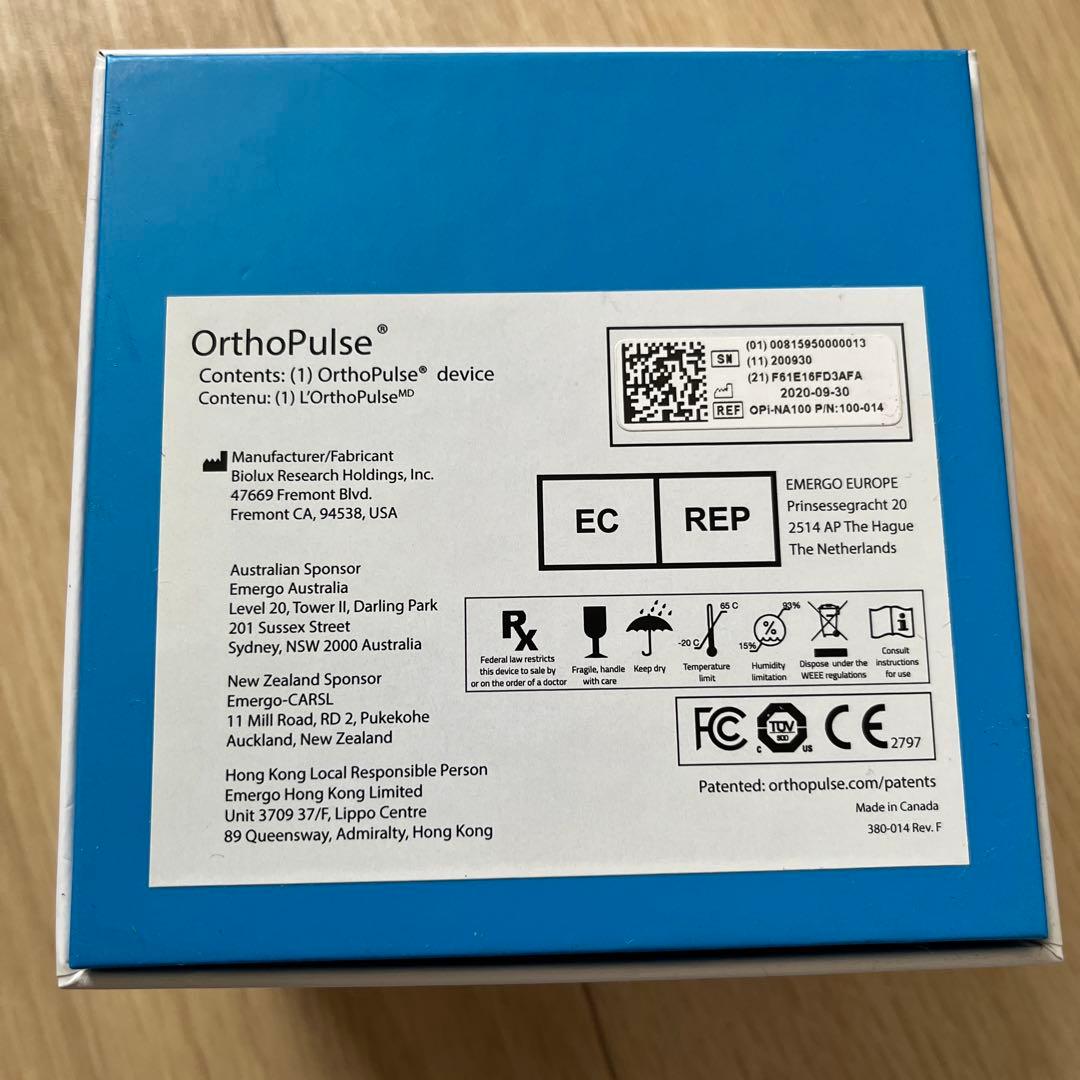 OrthoPulse®
Contents: (1) OrthoPulse® device
Contenu: (1) L'OrthoPulseMD
Manufacturer/Fabricant
Biolux Research Holdings, Inc.
47669 Fremont Blvd.
Fremont CA, 94538, USA
Australian Sponsor
Emergo Australia
Level 20, Tower II, Darling Park
201 Sussex Street
Sydney, NSW 2000 Australia
New Zealand Sponsor
Emergo-CARSL
11 Mill Road, RD 2, Pukekohe
Auckland, New Zealand
Hong Kong Local Responsible Person
Emergo Hong Kong Limited
Unit 3709 37/F, Lippo Centre
89 Queensway, Admiralty, Hong Kong
(01) 00815950000013
SN (11) 200930
(21) F61E16FD3AFA
2020-09-30
REF OPi-NA100 P/N:100-014
EC REP
EMERGO EUROPE
Prinsessegracht 20
2514 AP The Hague
The Netherlands
Rx
Federal law restricts
this device to sale by
or on the order of a doctor
Fragile, handle
with care
Keep dry
-20 C
65 C
Temperature
limit
15%
%
93%
Humidity
limitation
Dispose under the
WEEE regulations
i
Consult
instructions
for use
FC
TÜV
SÜD
C US
CE 2797
Patented: orthopulse.com/patents
Made in Canada
380-014 Rev. F